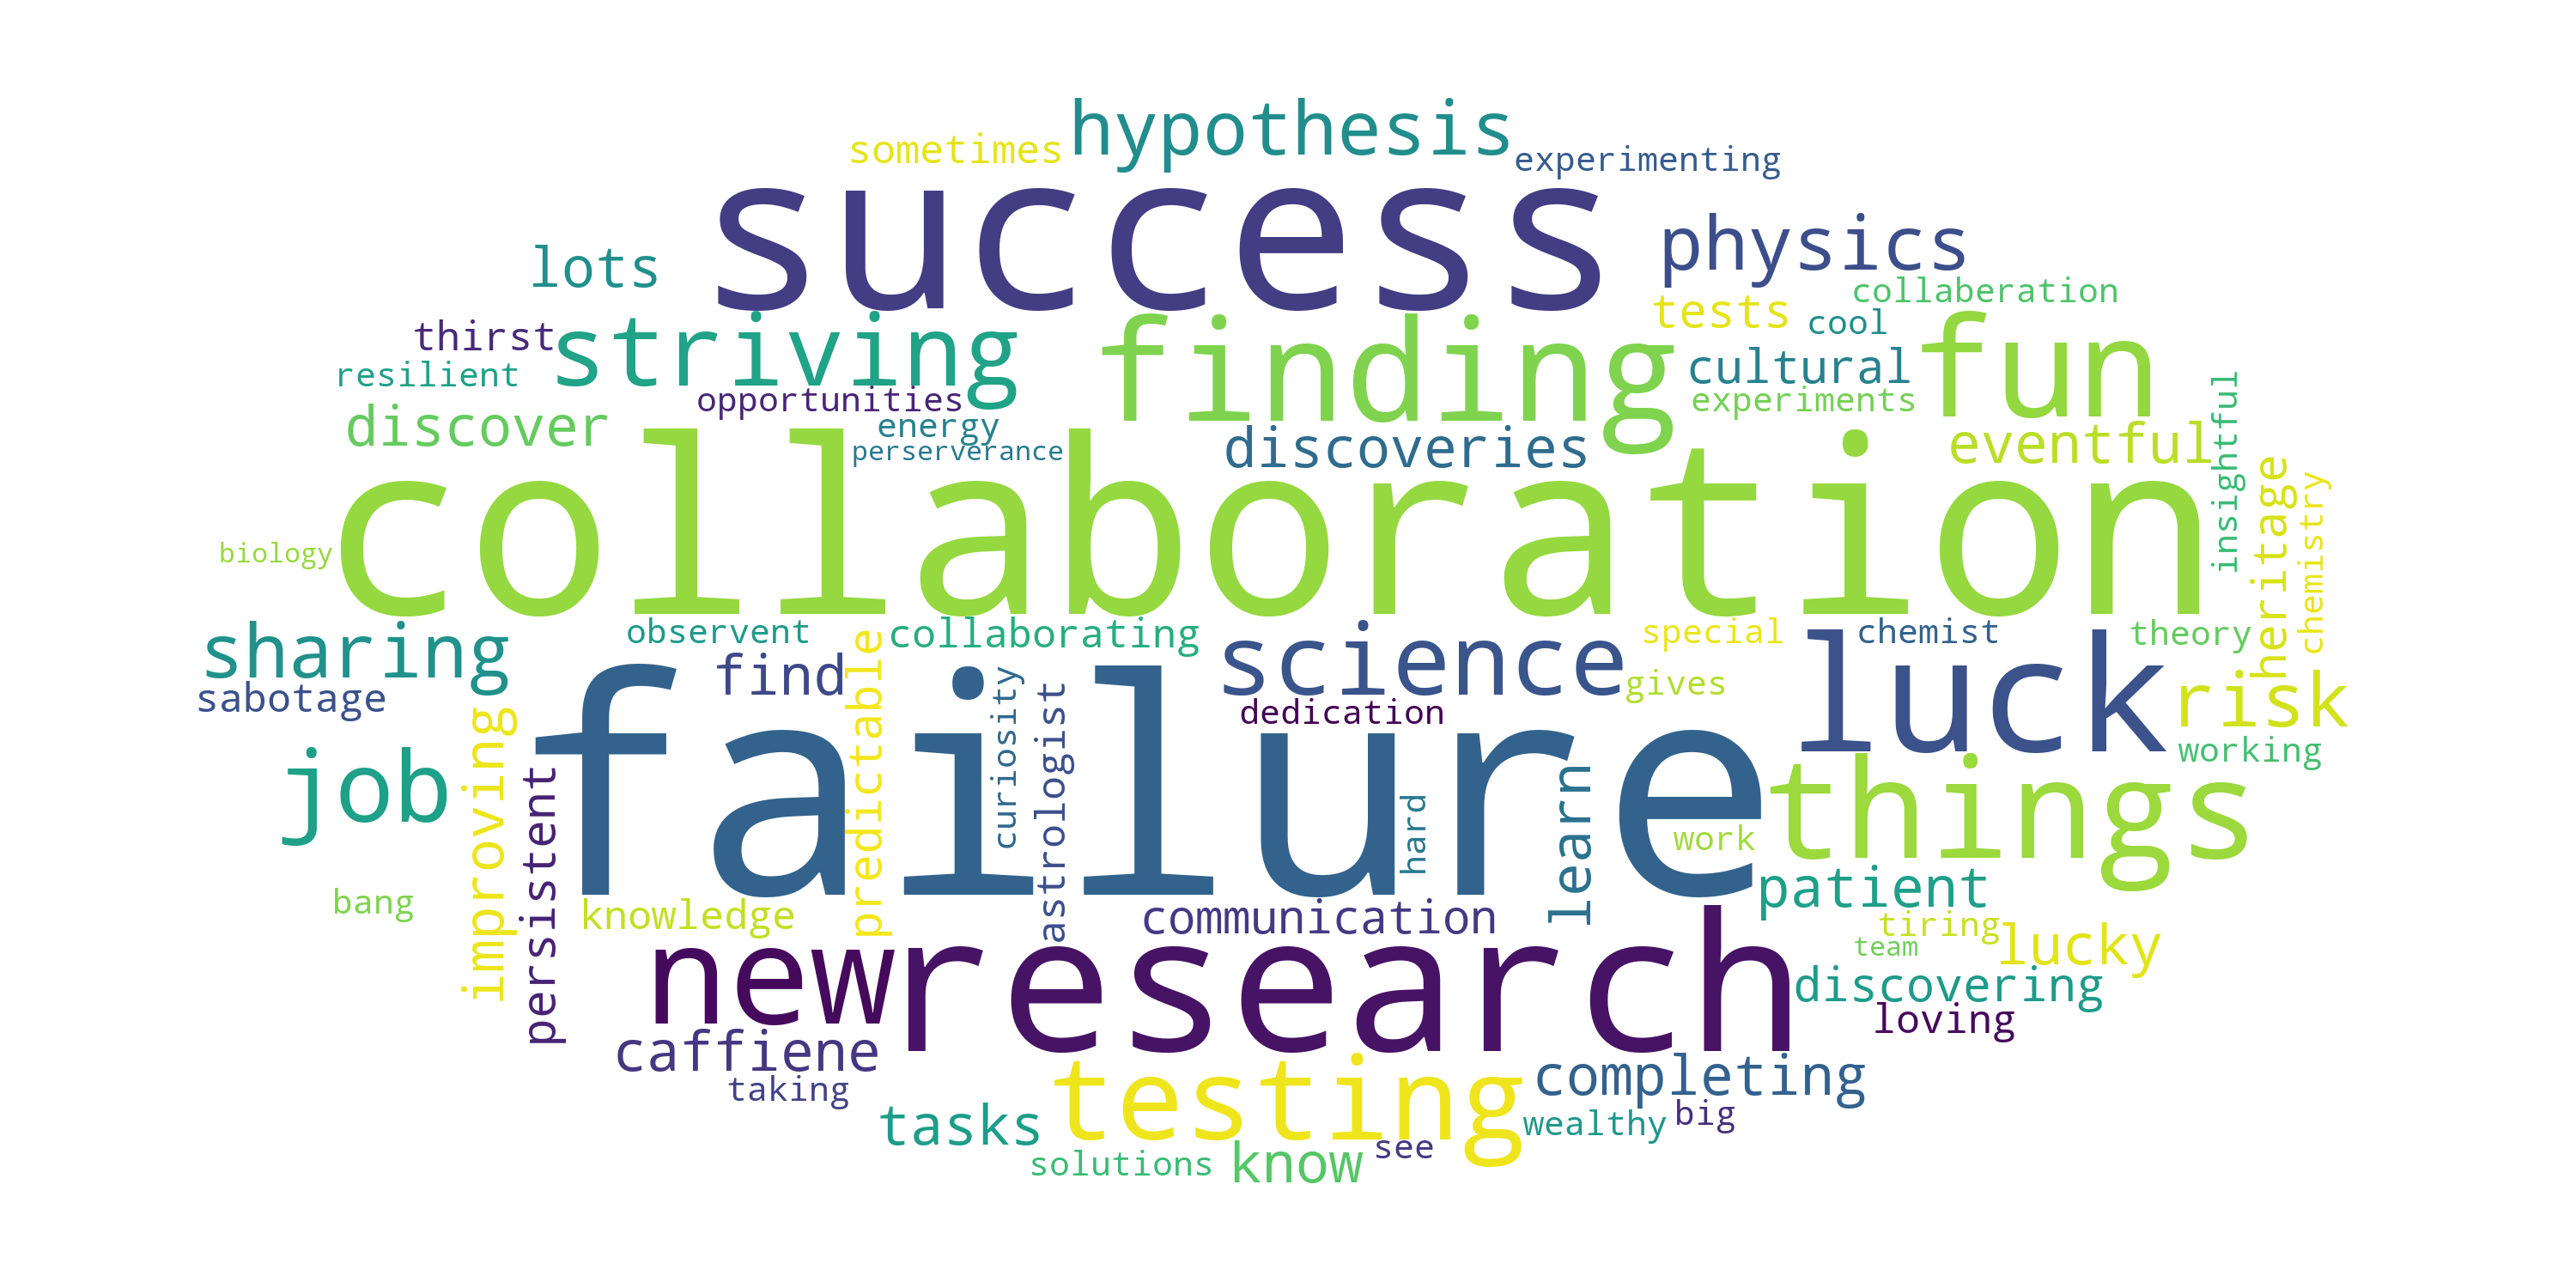 hypothesis
sometimes
experimenting
success
physics
lots
collaberation
tests
cool
thirst
striving
finding
fun
resilient
cultural
opportunities
experiments
discover
energy
discoveries
eventful
perserverance
insightful
heritage
chemistry
collaboration
biology
sharing
observent
collaborating
science
special
chemist
theory
find
gives
luck
risk
sabotage
dedication
predictable
curiosity
astrologist
failure
working
job
improving
persistent
hard
learn
work
things
bang
knowledge
communication
patient
tiring
team
lucky
new
research
discovering
loving
caffiene
taking
testing
completing
tasks
wealthy
big
solutions
know
see